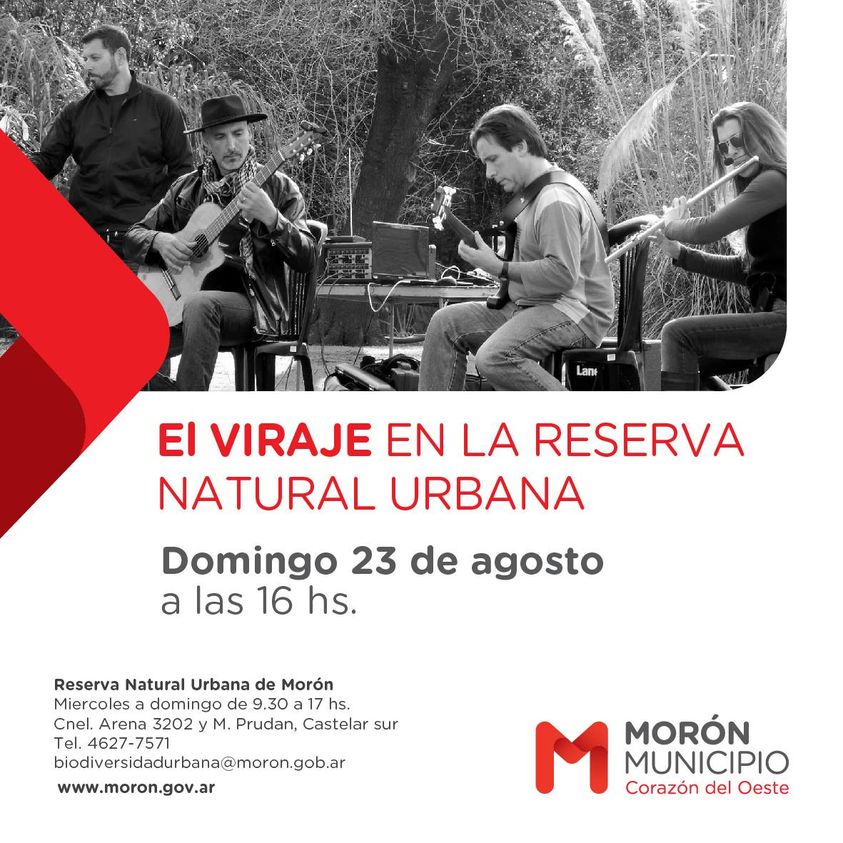 Lane
El VIRAJE EN LA RESERVA
NATURAL URBANA
Domingo 23 de agosto
a las 16 hs.
Reserva Natural Urbana de Morón
Miercoles a domingo de 9.30 a 17 hs.
Cnel. Arena 3202 y M. Prudan, Castelar sur
Tel. 4627-7571
biodiversidadurbana@moron.gob.ar
www.moron.gov.ar
MORÓN
MUNICIPIO
Corazón del Oeste